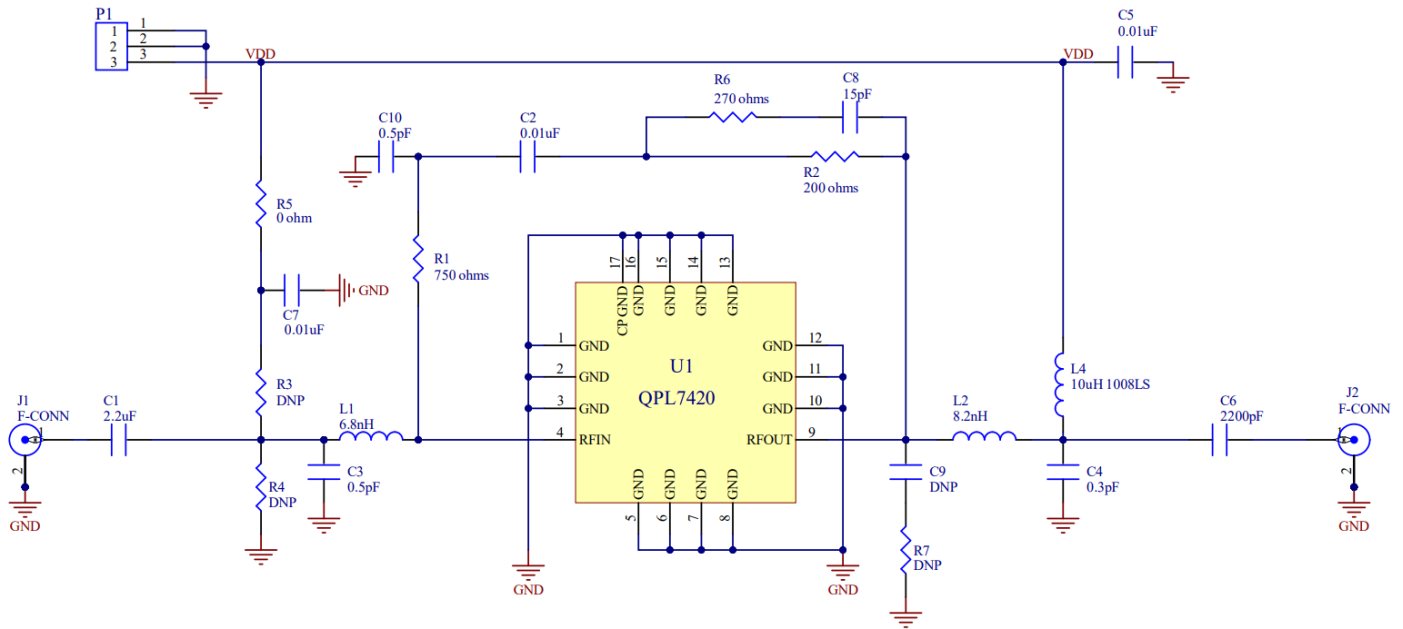 P1
1 1
2 2
3 3
VDD
VDD
C5
0.01uF
R6
270 ohms
C8
15pF
C10
0.5pF
C2
0.01uF
R2
200 ohms
R5
0 ohm
R1
750 ohms
GND
C7
0.01uF
17
16
15
14
13
CP GND
GND
GND
GND
GND
1
GND
2
GND
3
GND
4
RFIN
U1
QPL7420
GND
12
GND
11
GND
10
RFOUT
9
GND
GND
GND
GND
5
6
7
8
R3
DNP
J1
F-CONN
1
2
GND
C1
2.2uF
L1
6.8nH
R4
DNP
C3
0.5pF
GND
GND
L4
10uH 1008LS
L2
8.2nH
C9
DNP
R7
DNP
C4
0.3pF
C6
2200pF
J2
F-CONN
1
2
GND